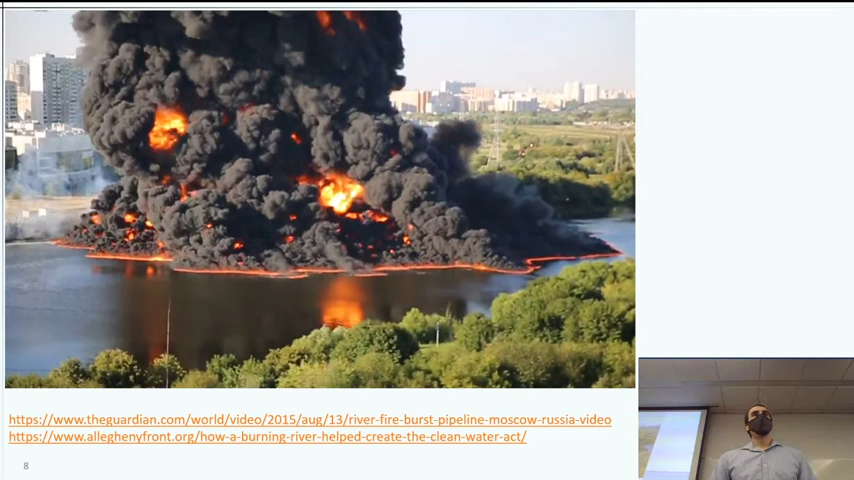 https://www.theguardian.com/world/video/2015/aug/13/river-fire-burst-pipeline-moscow-russia-video
https://www.alleghenyfront.org/how-a-burning-river-helped-create-the-clean-water-act/
8